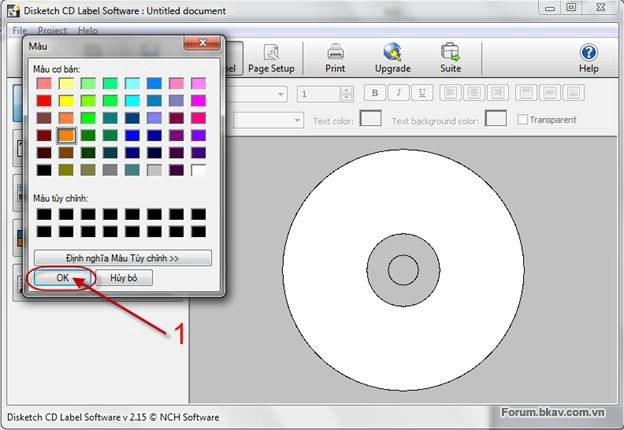 Disketch CD Label Software : Untitled document
File Project Help
Màu
Màu cơ bản:
Màu tùy chỉnh:
Định nghĩa Màu Tùy chỉnh >>
OK
Hủy bỏ
1
Page Setup
Print
Upgrade
Suite
Help
1
B I U
Text color:
Text background color:
Transparent
Disketch CD Label Software v 2.15 © NCH Software
Forum.bkav.com.vn